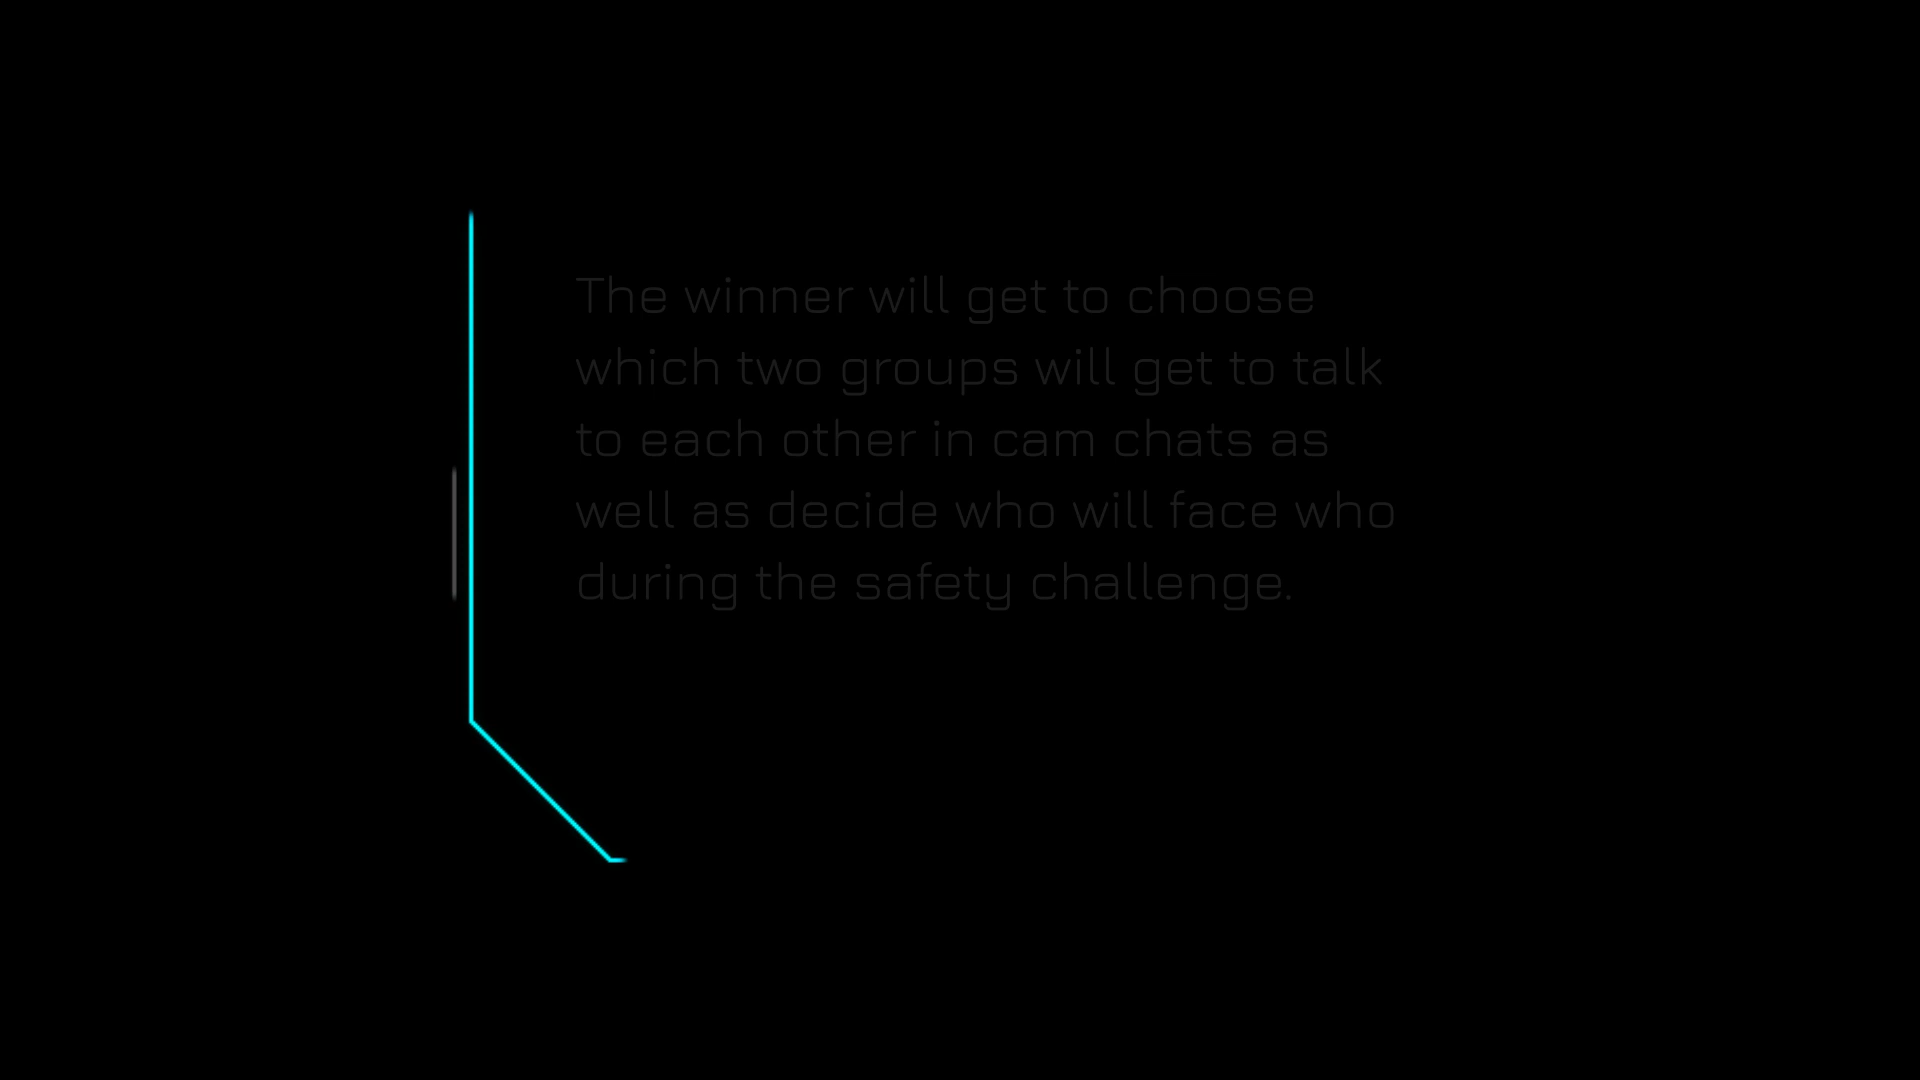 The winner will get to choose
which two groups will get to talk
to each other in cam chats as
well as decide who will face who
during the safety challenge.